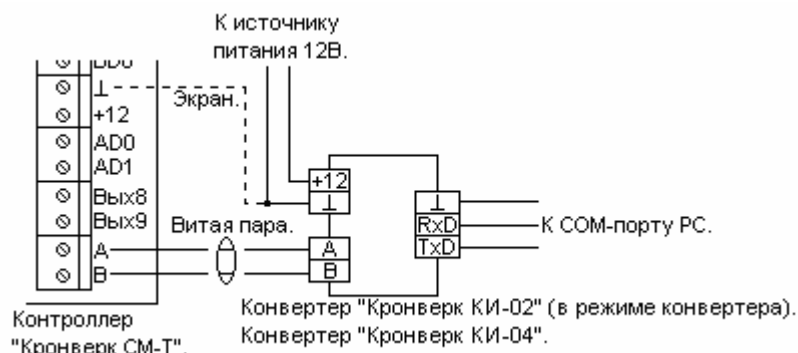 К источнику
питания 12В.
⊥
Экран.
+12
AD0
AD1
Вых8
Вых9
Витая пара.
A
B
+12
⊥
A
B
⊥
RxD
TxD
К COM-порту PC.
Контроллер
"Кронверк СМ-Т".
Конвертер "Кронверк КИ-02" (в режиме конвертера).
Конвертер "Кронверк КИ-04".